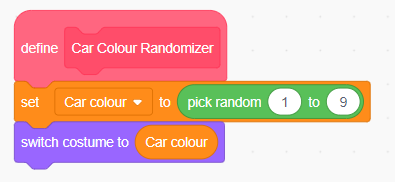 define Car Colour Randomizer
set Car colour to pick random 1 to 9
switch costume to Car colour